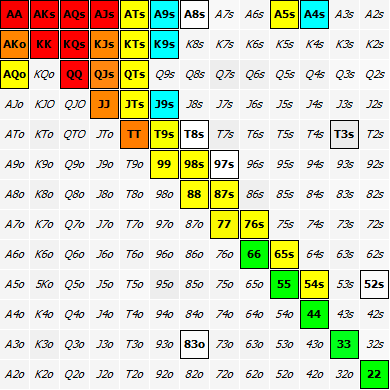 AA AKs AQs AJs ATs A9s A8s A7s A6s A5s A4s A3s A2s
AKo KK KQs KJs KTs K9s K8s K7s K6s K5s K4s K3s K2s
AQo KQo QQ QJs QTs Q9s Q8s Q7s Q6s Q5s Q4s Q3s Q2s
AJo KJO QJO JJ JTs J9s J8s J7s J6s J5s J4s J3s J2s
ATo KTo QTO JTo TT T9s T8s T7s T6s T5s T4s T3s T2s
A9o K9o Q9o J9o T9o 99 98s 97s 96s 95s 94s 93s 92s
A8o K8o Q8o J8o T8o 98o 88 87s 86s 85s 84s 83s 82s
A7o K7o Q7o J7o T7o 97o 87o 77 76s 75s 74s 73s 72s
A6o K6o Q6o J6o T6o 96o 86o 76o 66 65s 64s 63s 62s
A5o 5Ko Q5o J5o T5o 95o 85o 75o 65o 55 54s 53s 52s
A4o K4o Q4o J4o T4o 94o 84o 74o 64o 54o 44 43s 42s
A3o K3o Q3o J3o T3o 93o 83o 73o 63o 53o 43o 33 32s
A2o K2o Q2o J2o T2o 92o 82o 72o 62o 52o 42o 32o 22